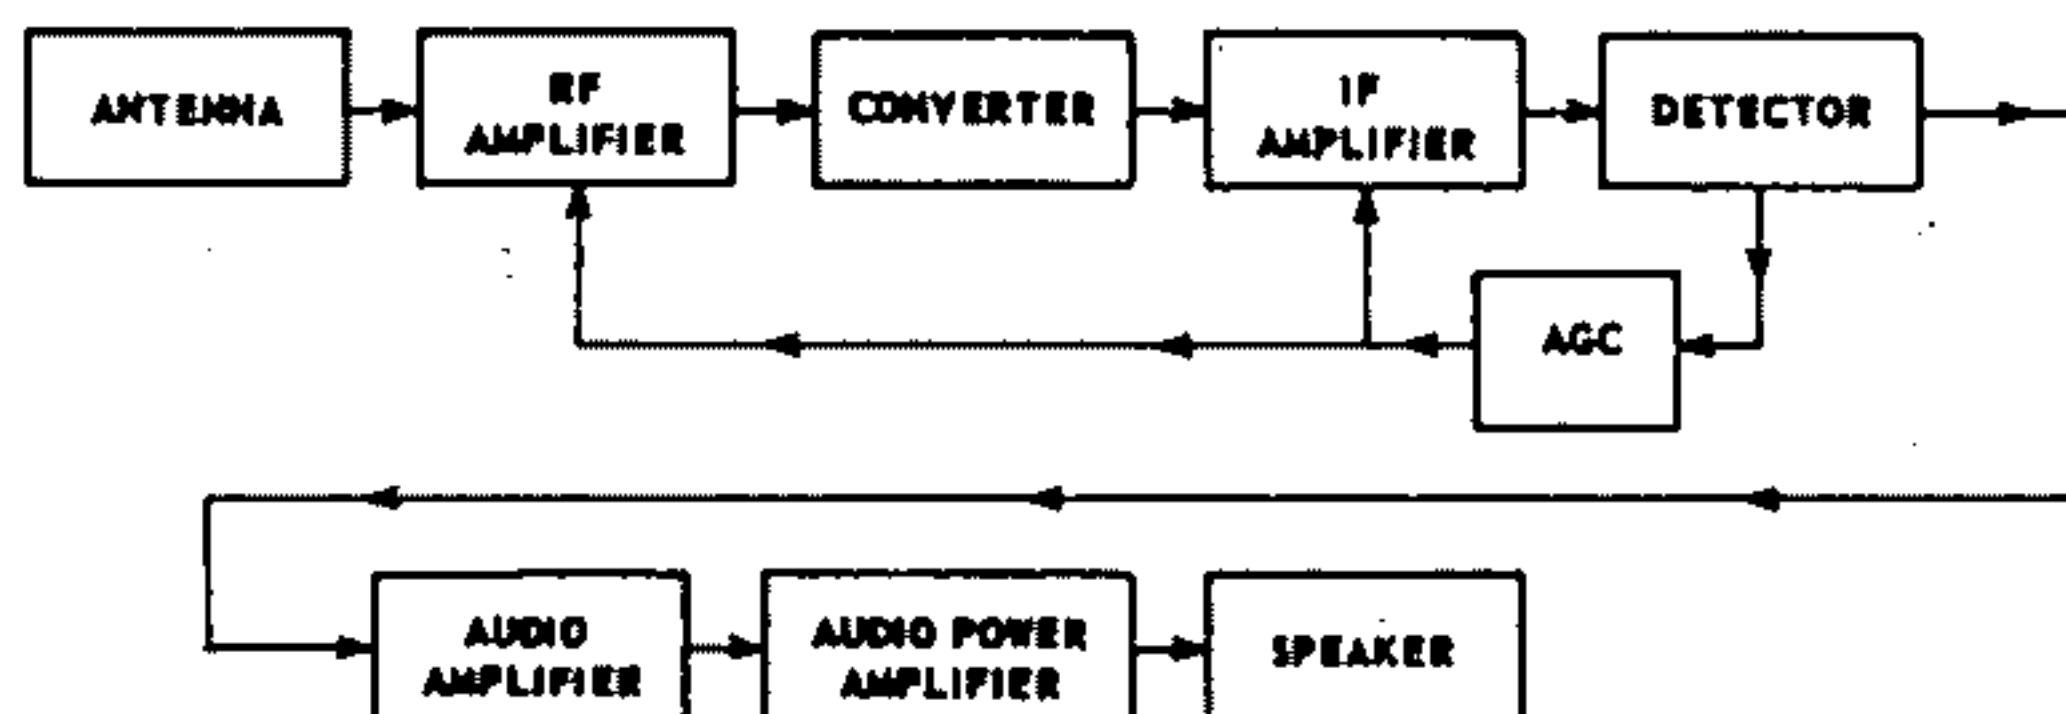 ANTENNA
RF
AMPLIFIER
CONVERTER
IF
AMPLIFIER
DETECTOR
AGC
AUDIO
AMPLIFIER
AUDIO POWER
AMPLIFIER
SPEAKER